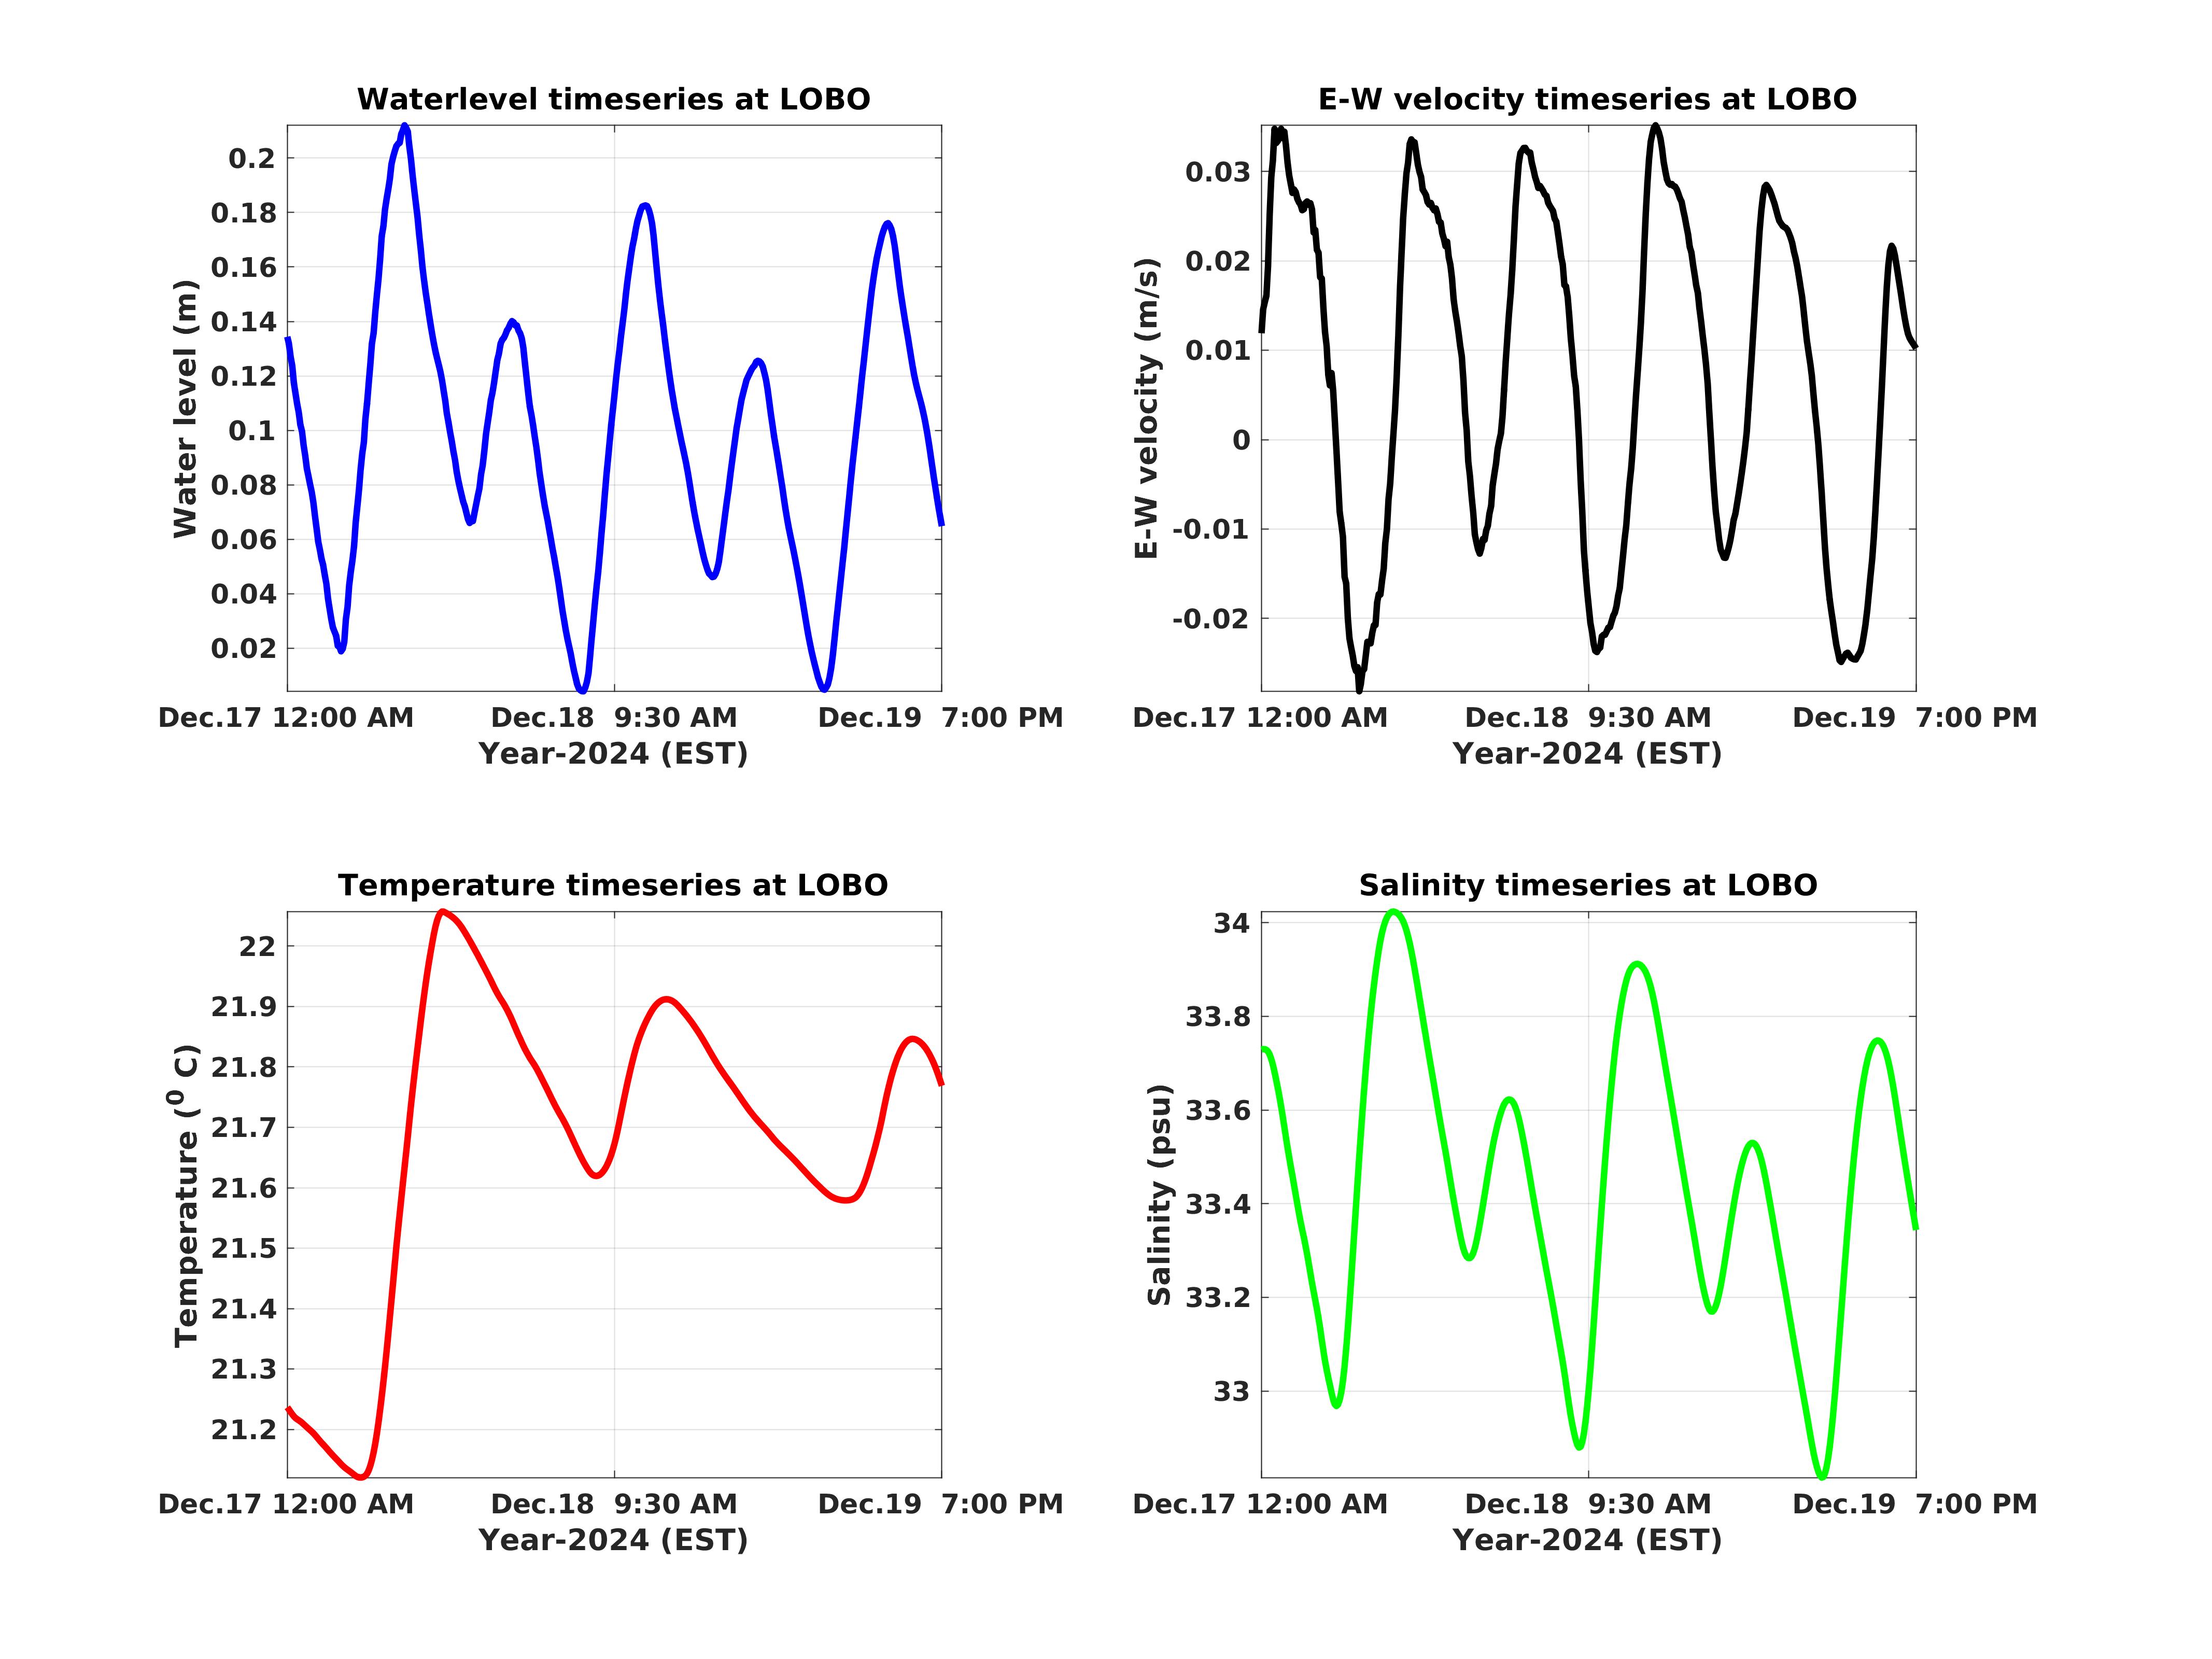 Waterlevel timeseries at LOBO
0.2
0.18
0.16
0.14
0.12
0.1
0.08
0.06
0.04
0.02
Water level (m)
Dec.17 12:00 AM
Dec.18 9:30 AM
Dec.19 7:00 PM
Year-2024 (EST)
E-W velocity timeseries at LOBO
0.03
0.02
0.01
0
-0.01
-0.02
E-W velocity (m/s)
Dec.17 12:00 AM
Dec.18 9:30 AM
Dec.19 7:00 PM
Year-2024 (EST)
Temperature timeseries at LOBO
22
21.9
21.8
21.7
21.6
21.5
21.4
21.3
21.2
Temperature (⁰ C)
Dec.17 12:00 AM
Dec.18 9:30 AM
Dec.19 7:00 PM
Year-2024 (EST)
Salinity timeseries at LOBO
34
33.8
33.6
33.4
33.2
33
Salinity (psu)
Dec.17 12:00 AM
Dec.18 9:30 AM
Dec.19 7:00 PM
Year-2024 (EST)